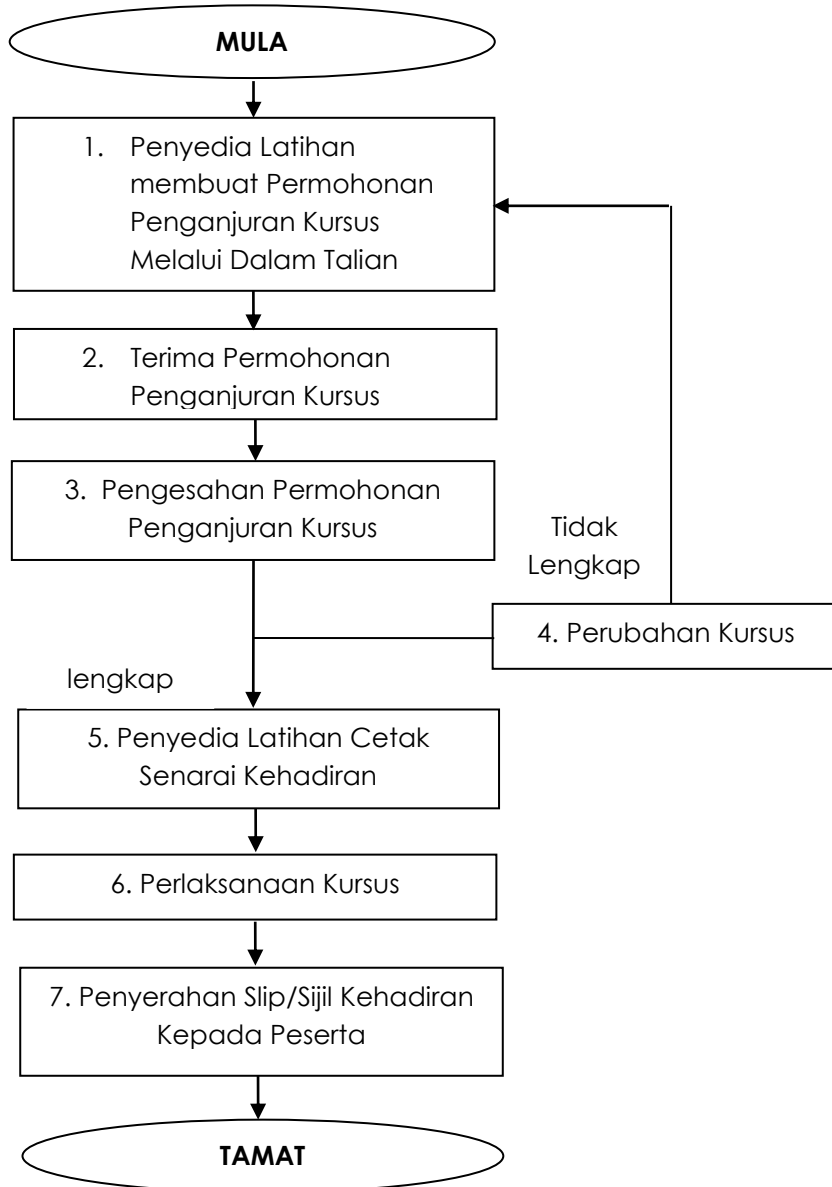 MULA
1. Penyedia Latihan
membuat Permohonan
Penganjuran Kursus
Melalui Dalam Talian
2. Terima Permohonan
Penganjuran Kursus
3. Pengesahan Permohonan
Penganjuran Kursus
Tidak
Lengkap
4. Perubahan Kursus
lengkap
5. Penyedia Latihan Cetak
Senarai Kehadiran
6. Perlaksanaan Kursus
7. Penyerahan Slip/Sijil Kehadiran
Kepada Peserta
TAMAT